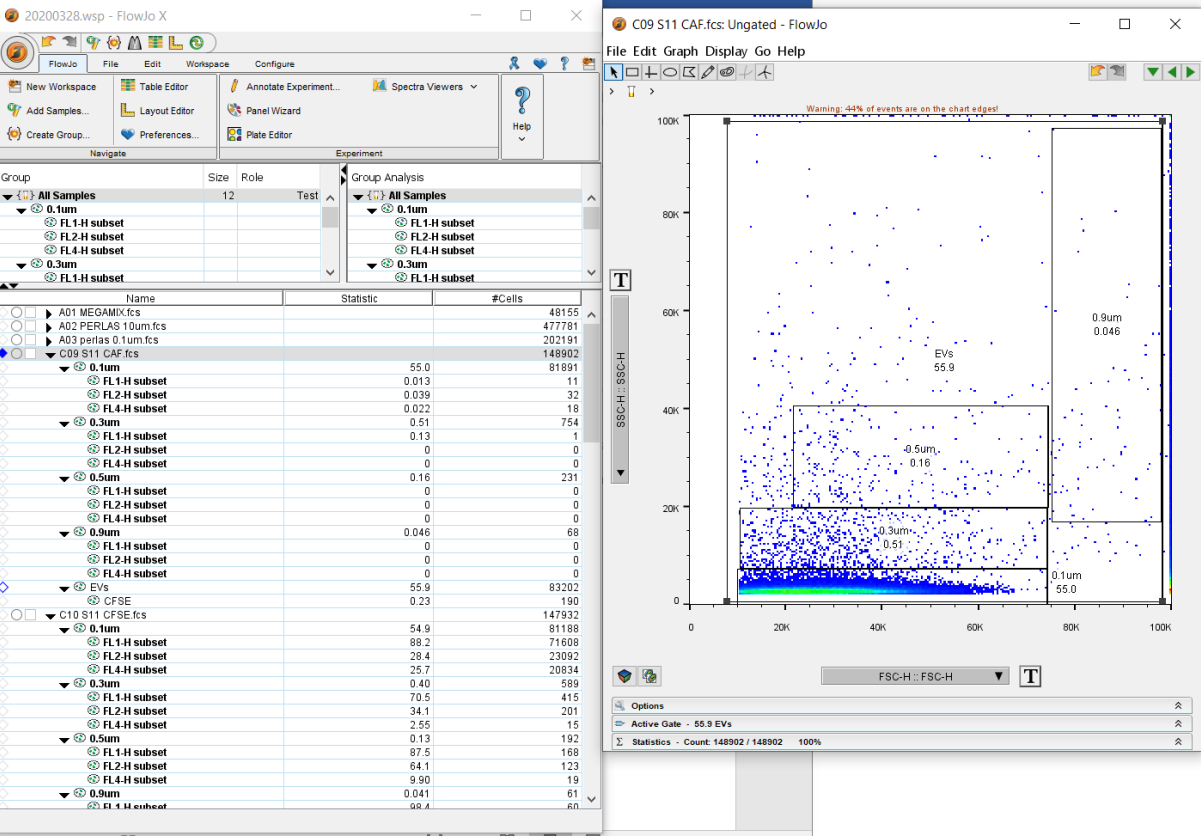 20200328.wsp - FlowJo X
FlowJo File Edit Workspace Configure
New Workspace Table Editor Annotate Experiment... Spectra Viewers
Add Samples... Layout Editor Panel Wizard Help
Create Group... Preferences... Plate Editor
Navigate Experiment
Group Size Role
{ } All Samples 12 Test
0.1um
FL1-H subset
FL2-H subset
FL4-H subset
0.3um
FL1-H subset
Group Analysis
{ } All Samples
0.1um
FL1-H subset
FL2-H subset
FL4-H subset
0.3um
FL1-H subset
Name Statistic #Cells
A01 MEGAMIX.fcs 48155
A02 PERLAS 10um.fcs 477781
A03 perlas 0.1um.fcs 202191
C09 S11 CAF.fcs 148902
0.1um 55.0 81891
FL1-H subset 0.013 11
FL2-H subset 0.039 32
FL4-H subset 0.022 18
0.3um 0.51 754
FL1-H subset 0.13 1
FL2-H subset 0 0
FL4-H subset 0 0
0.5um 0.16 231
FL1-H subset 0 0
FL2-H subset 0 0
FL4-H subset 0 0
0.9um 0.046 68
FL1-H subset 0 0
FL2-H subset 0 0
FL4-H subset 0 0
EVs 55.9 83202
CFSE 0.23 190
C10 S11 CFSE.fcs 147932
0.1um 54.9 81188
FL1-H subset 88.2 71608
FL2-H subset 28.4 23092
FL4-H subset 25.7 20834
0.3um 0.40 589
FL1-H subset 70.5 415
FL2-H subset 34.1 201
FL4-H subset 2.55 15
0.5um 0.13 192
FL1-H subset 87.5 168
FL2-H subset 64.1 123
FL4-H subset 9.90 19
0.9um 0.041 61
FL1-H subset 98.4 60
C09 S11 CAF.fcs: Ungated - FlowJo
File Edit Graph Display Go Help
Warning: 44% of events are on the chart edges!
100K
80K
60K
40K
20K
0
T
SSC-H :: SSC-H
0.9um
0.046
EVs
55.9
0.5um
0.16
0.3um
0.51
0.1um
55.0
0 20K 40K 60K 80K 100K
FSC-H :: FSC-H T
Options
Active Gate - 55.9 EVs
Σ Statistics - Count: 148902 / 148902 100%